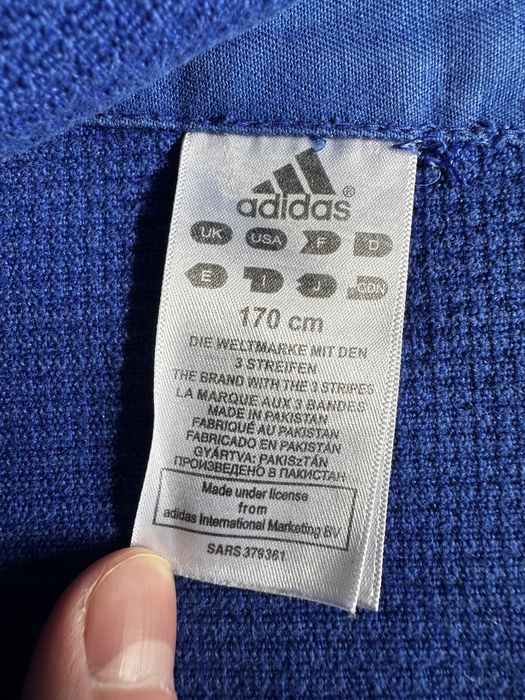 adidas®
UK USA F D
E I J CDN
170 cm
DIE WELTMARKE MIT DEN
3 STREIFEN
THE BRAND WITH THE 3 STRIPES
LA MARQUE AUX 3 BANDES
MADE IN PAKISTAN
FABRIQUÉ AU PAKISTAN
FABRICADO EN PAKISTÁN
GYÁRTVA: PAKISzTÁN
ПРОИЗВЕДЕНО В ПАКИСТАН
Made under license
from
adidas International Marketing BV
SARS 379361